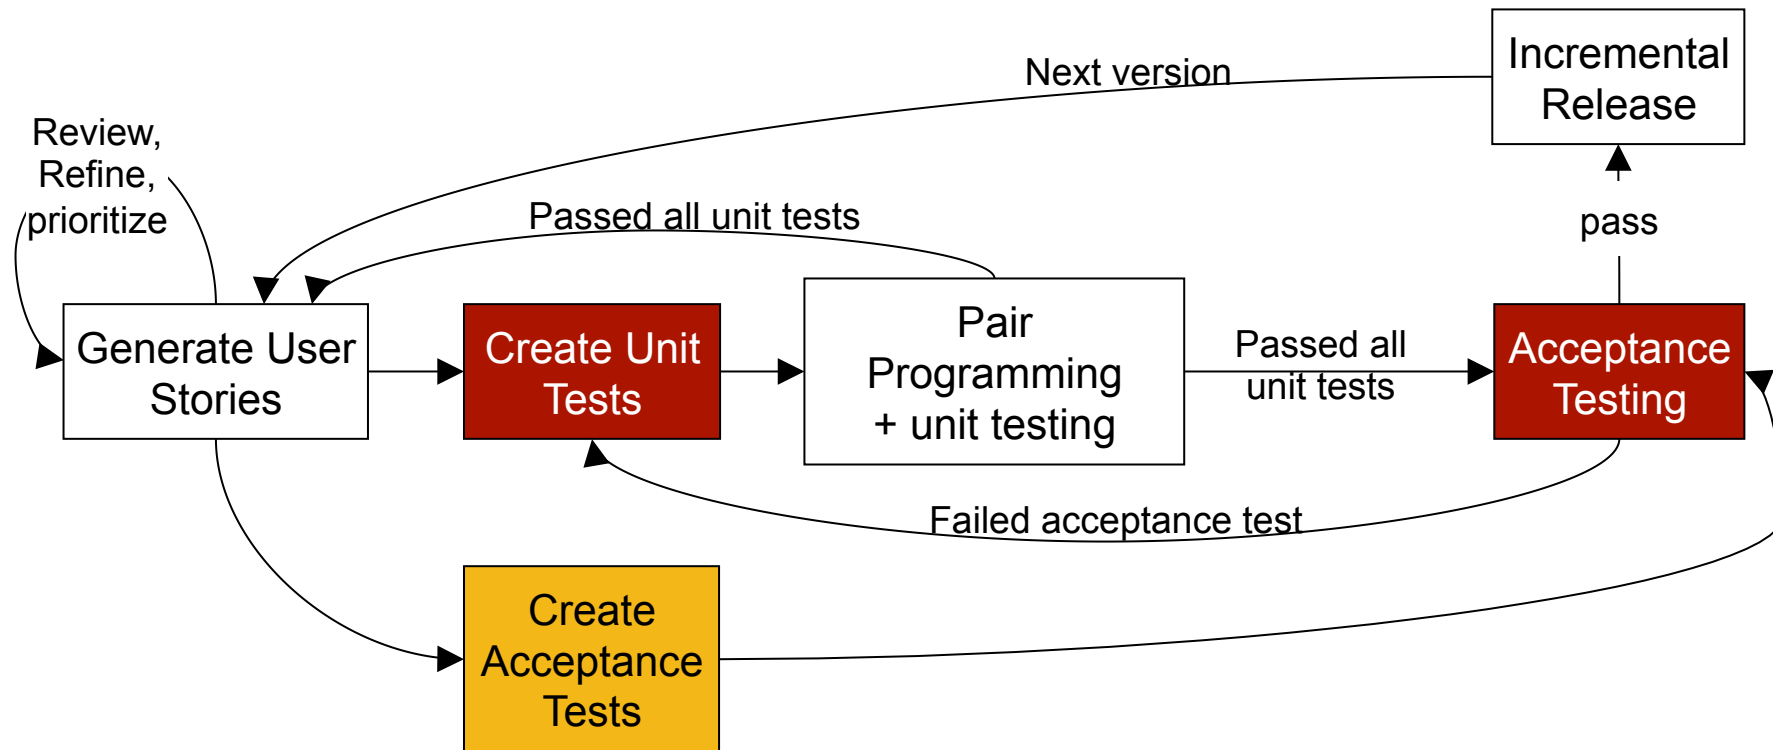 Incremental
Release
Next version
Review,
Refine,
prioritize
Passed all unit tests
pass
Generate User
Stories
Create Unit
Tests
Pair
Programming
+ unit testing
Passed all
unit tests
Acceptance
Testing
Failed acceptance test
Create
Acceptance
Tests